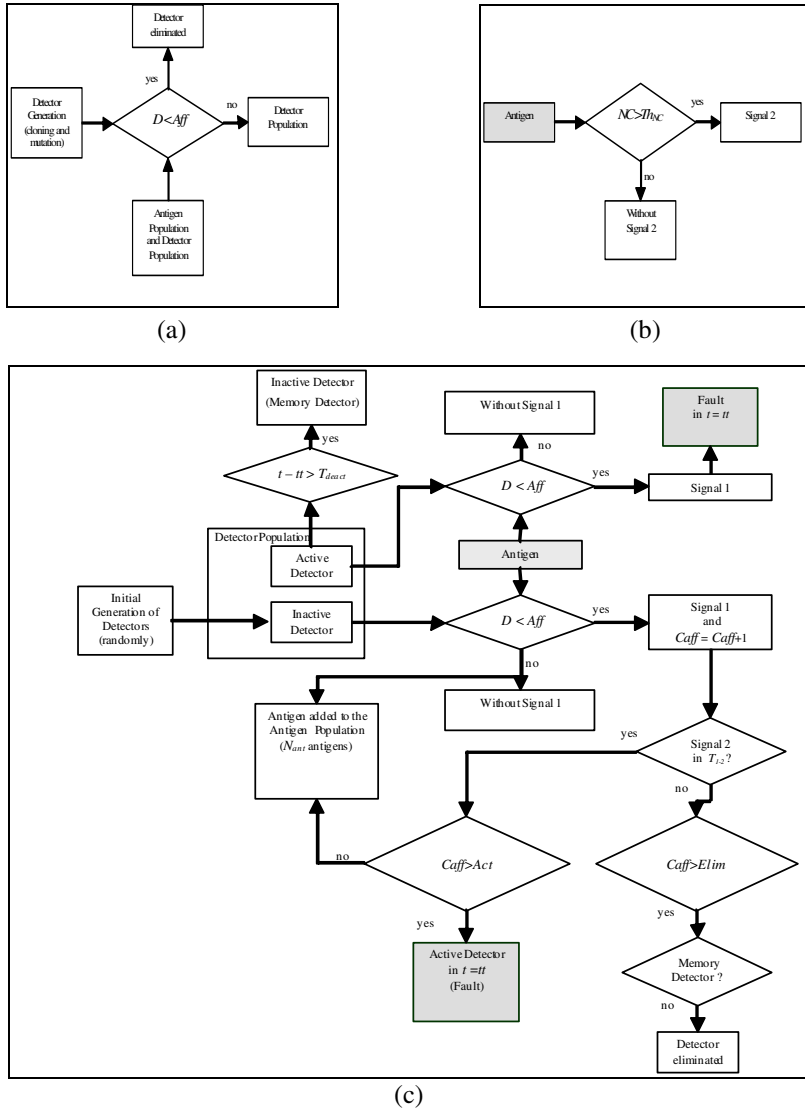 Detector
eliminated
yes
Detector
Generation
(cloning and
mutation)
D<Aff
no
Detector
Population
Antigen
Population
and Detector
Population
(a)
Antigen
NC>Th_NC
yes
Signal 2
no
Without
Signal 2
(b)
Inactive Detector
(Memory Detector)
yes
t – tt > T_deact
Without Signal 1
no
D < Aff
yes
Fault
in t = tt
Signal 1
Detector Population
Active
Detector
Antigen
Initial
Generation of
Detectors
(randomly)
Inactive
Detector
D < Aff
yes
Signal 1
and
Caff = Caff+1
no
Without Signal 1
Antigen added to the
Antigen Population
(N_ant antigens)
yes
Signal 2
in T_1-2 ?
no
no
Caff>Act
Caff>Elim
yes
yes
Active Detector
in t =tt
(Fault)
Memory
Detector ?
no
Detector
eliminated
(c)